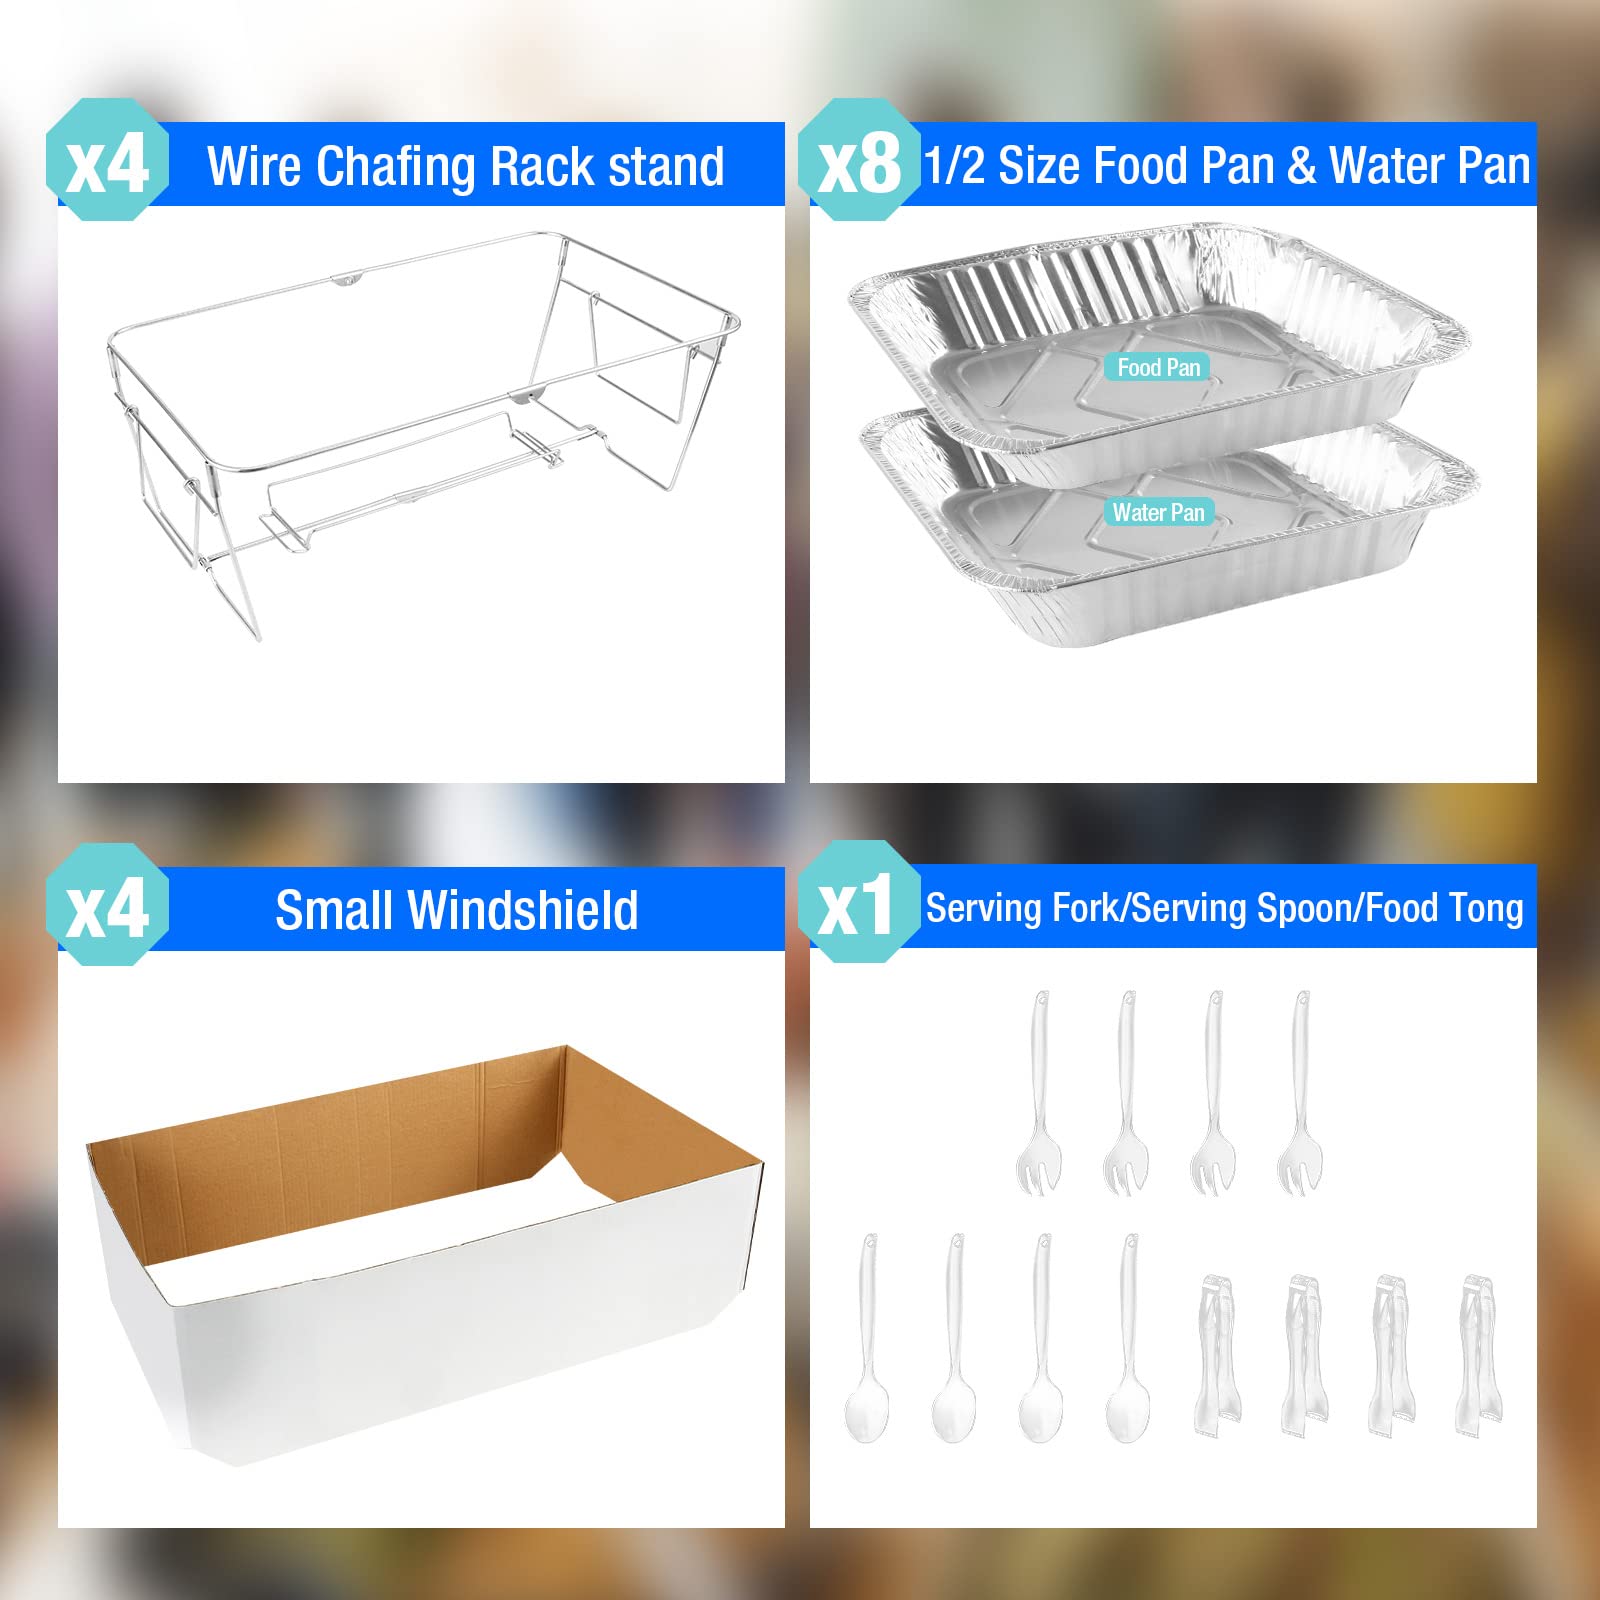 x4 Wire Chafing Rack stand
x8 1/2 Size Food Pan & Water Pan
Food Pan
Water Pan
x4 Small Windshield
x1 Serving Fork/Serving Spoon/Food Tong